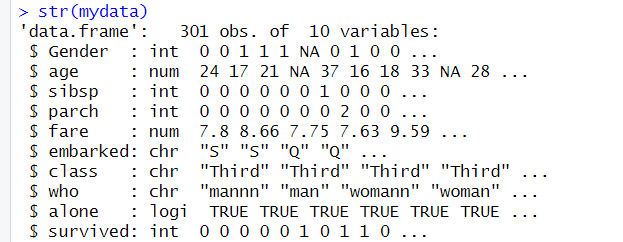 > str(mydata)
'data.frame':   301 obs. of  10 variables:
 $ Gender  : int  0 0 1 1 1 NA 0 1 0 0 ...
 $ age     : num  24 17 21 NA 37 16 18 33 NA 28 ...
 $ sibsp   : int  0 0 0 0 0 0 1 0 0 0 ...
 $ parch   : int  0 0 0 0 0 0 0 2 0 0 ...
 $ fare    : num  7.8 8.66 7.75 7.63 9.59 ...
 $ embarked: chr  "S" "S" "Q" "Q" ...
 $ class   : chr  "Third" "Third" "Third" "Third" ...
 $ who     : chr  "mannn" "man" "womann" "woman" ...
 $ alone   : logi  TRUE TRUE TRUE TRUE TRUE TRUE ...
 $ survived: int  0 0 0 0 0 1 0 1 1 0 ...